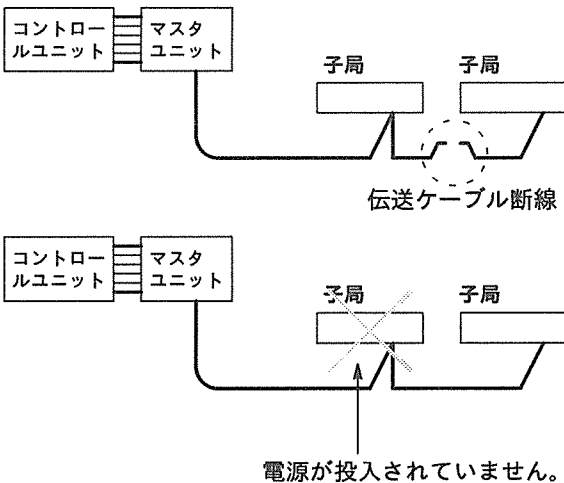 コントロー
ルユニット
マスタ
ユニット
子局
子局
伝送ケーブル断線
コントロー
ルユニット
マスタ
ユニット
子局
子局
電源が投入されていません。